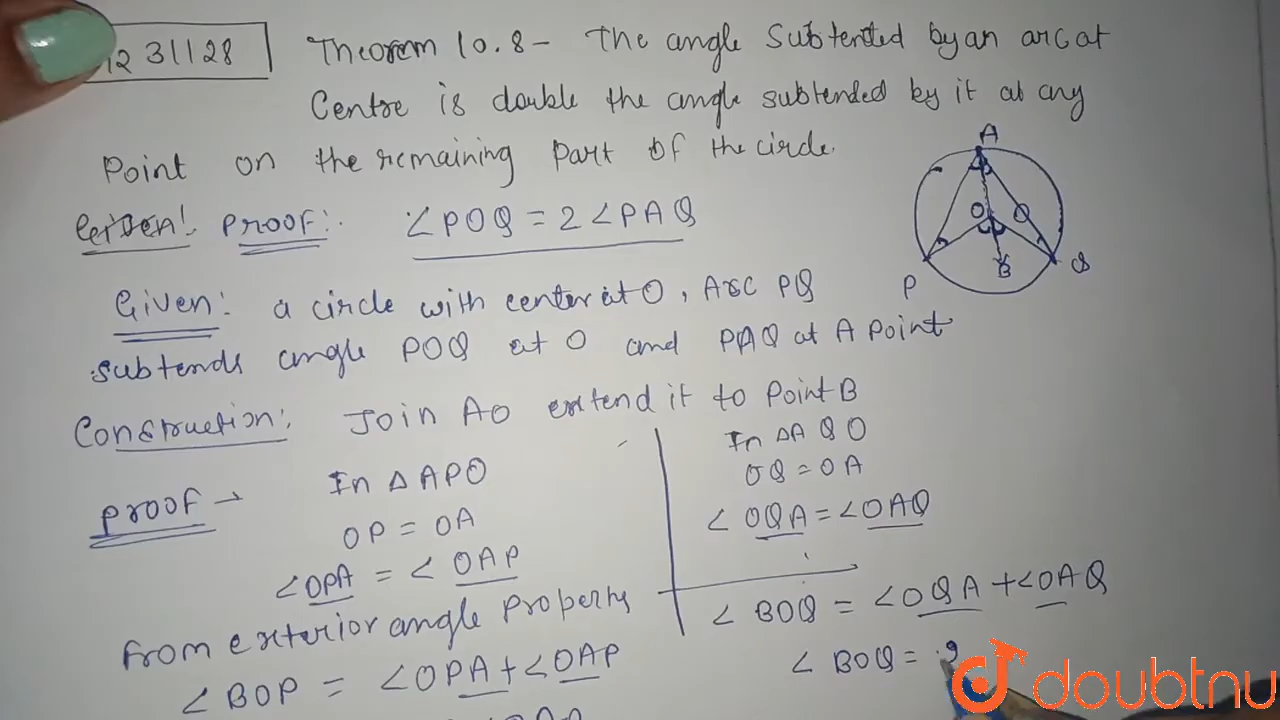 12 31128
Theorem 10.8 - The angle Subtended by an arc at
Centre is double the angle subtended by it at any
Point on the remaining Part of the circle.
Given! Proof:- ∠POQ = 2∠PAQ
A
O
B
P
Q
Given: a circle with center at O, Arc PQ
subtends angle POQ at O and PAQ at A Point
Construction: Join AO extend it to Point B
Proof →
In △APO
OP = OA
∠OPA = ∠OAP
From exterior angle Property
∠BOP = ∠OPA+∠OAP
In △AQO
OQ = OA
∠OQA = ∠OAQ
∠BOQ = ∠OQA +∠OAQ
∠BOQ = 2
doubtnut